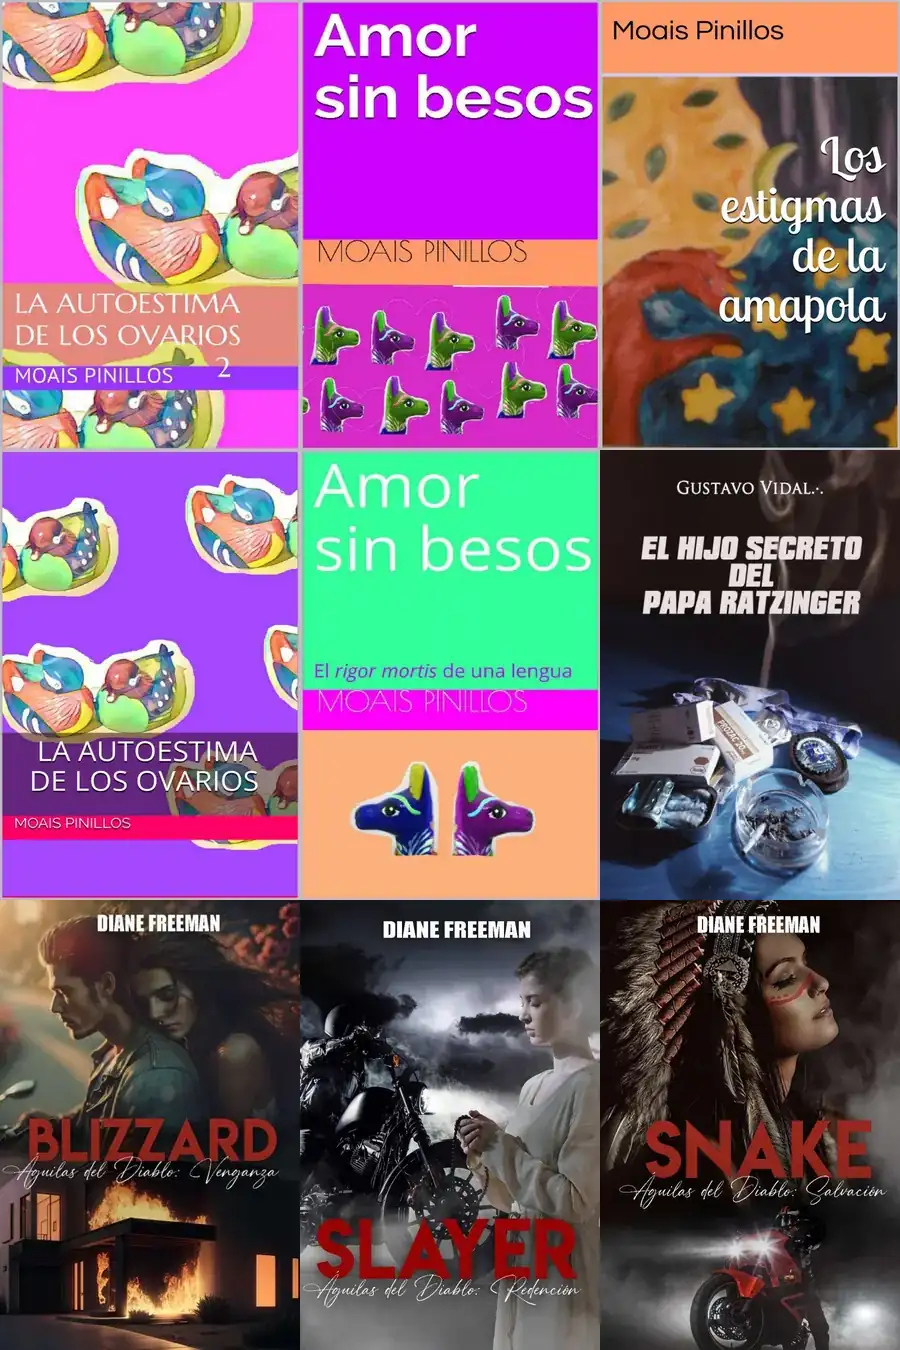 LA AUTOESTIMA
DE LOS OVARIOS
2
MOAIS PINILLOS
Amor
sin besos
MOAIS PINILLOS
Moais Pinillos
Los
estigmas
de la
amapola
LA AUTOESTIMA
DE LOS OVARIOS
MOAIS PINILLOS
Amor
sin besos
El rigor mortis de una lengua
MOAIS PINILLOS
GUSTAVO VIDAL∴
EL HIJO SECRETO
DEL
PAPA RATZINGER
PROZAC 20
DIANE FREEMAN
BLIZZARD
Águilas del Diablo: Venganza
DIANE FREEMAN
SLAYER
Águilas del Diablo: Redención
DIANE FREEMAN
SNAKE
Águilas del Diablo: Salvación